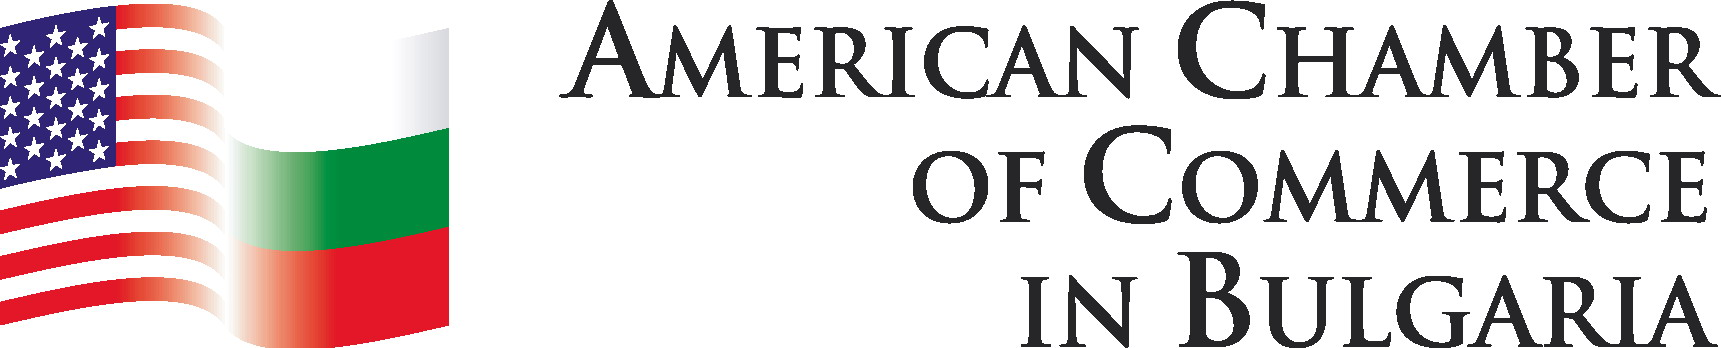 American Chamber
of Commerce
in Bulgaria